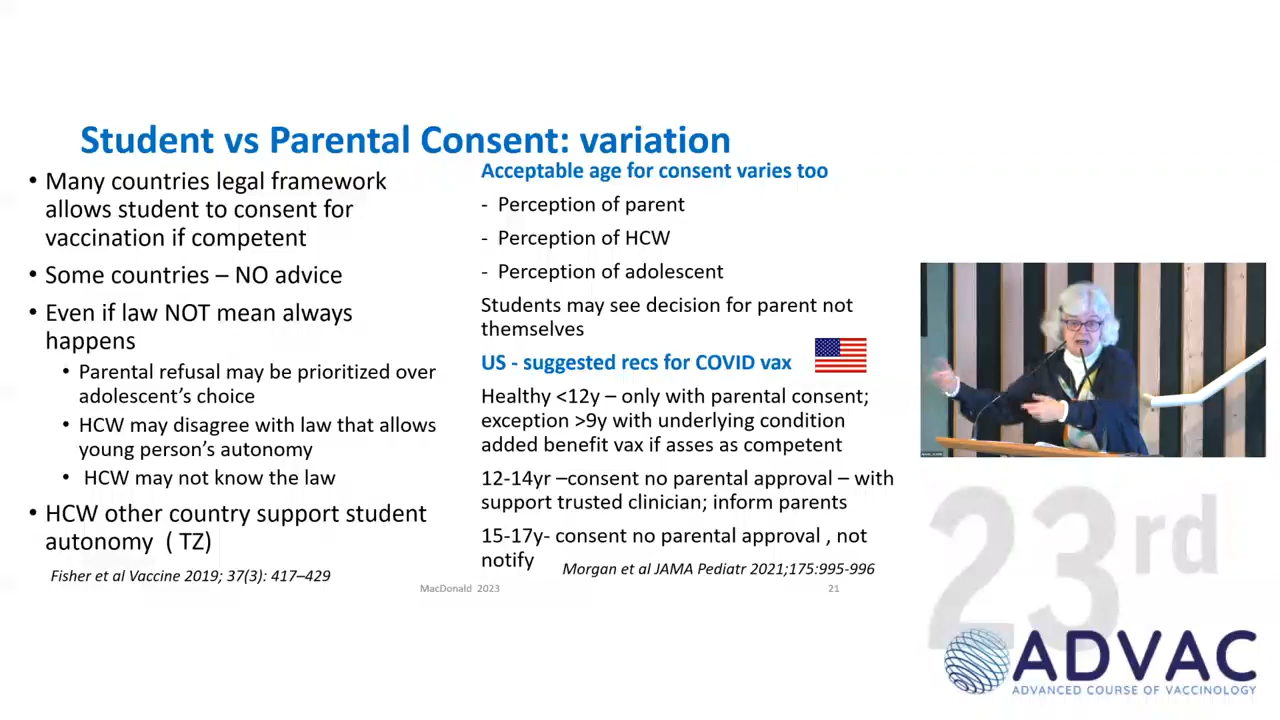 Student vs Parental Consent: variation
• Many countries legal framework
allows student to consent for
vaccination if competent
• Some countries – NO advice
• Even if law NOT mean always
happens
• Parental refusal may be prioritized over
adolescent's choice
• HCW may disagree with law that allows
young person's autonomy
• HCW may not know the law
• HCW other country support student
autonomy ( TZ)
Fisher et al Vaccine 2019; 37(3): 417–429
Acceptable age for consent varies too
- Perception of parent
- Perception of HCW
- Perception of adolescent
Students may see decision for parent not
themselves
US - suggested recs for COVID vax
Healthy <12y – only with parental consent;
exception >9y with underlying condition
added benefit vax if asses as competent
12-14yr –consent no parental approval – with
support trusted clinician; inform parents
15-17y- consent no parental approval , not
notify
Morgan et al JAMA Pediatr 2021;175:995-996
MacDonald 2023
21
23rd
ADVAC
ADVANCED COURSE OF VACCINOLOGY